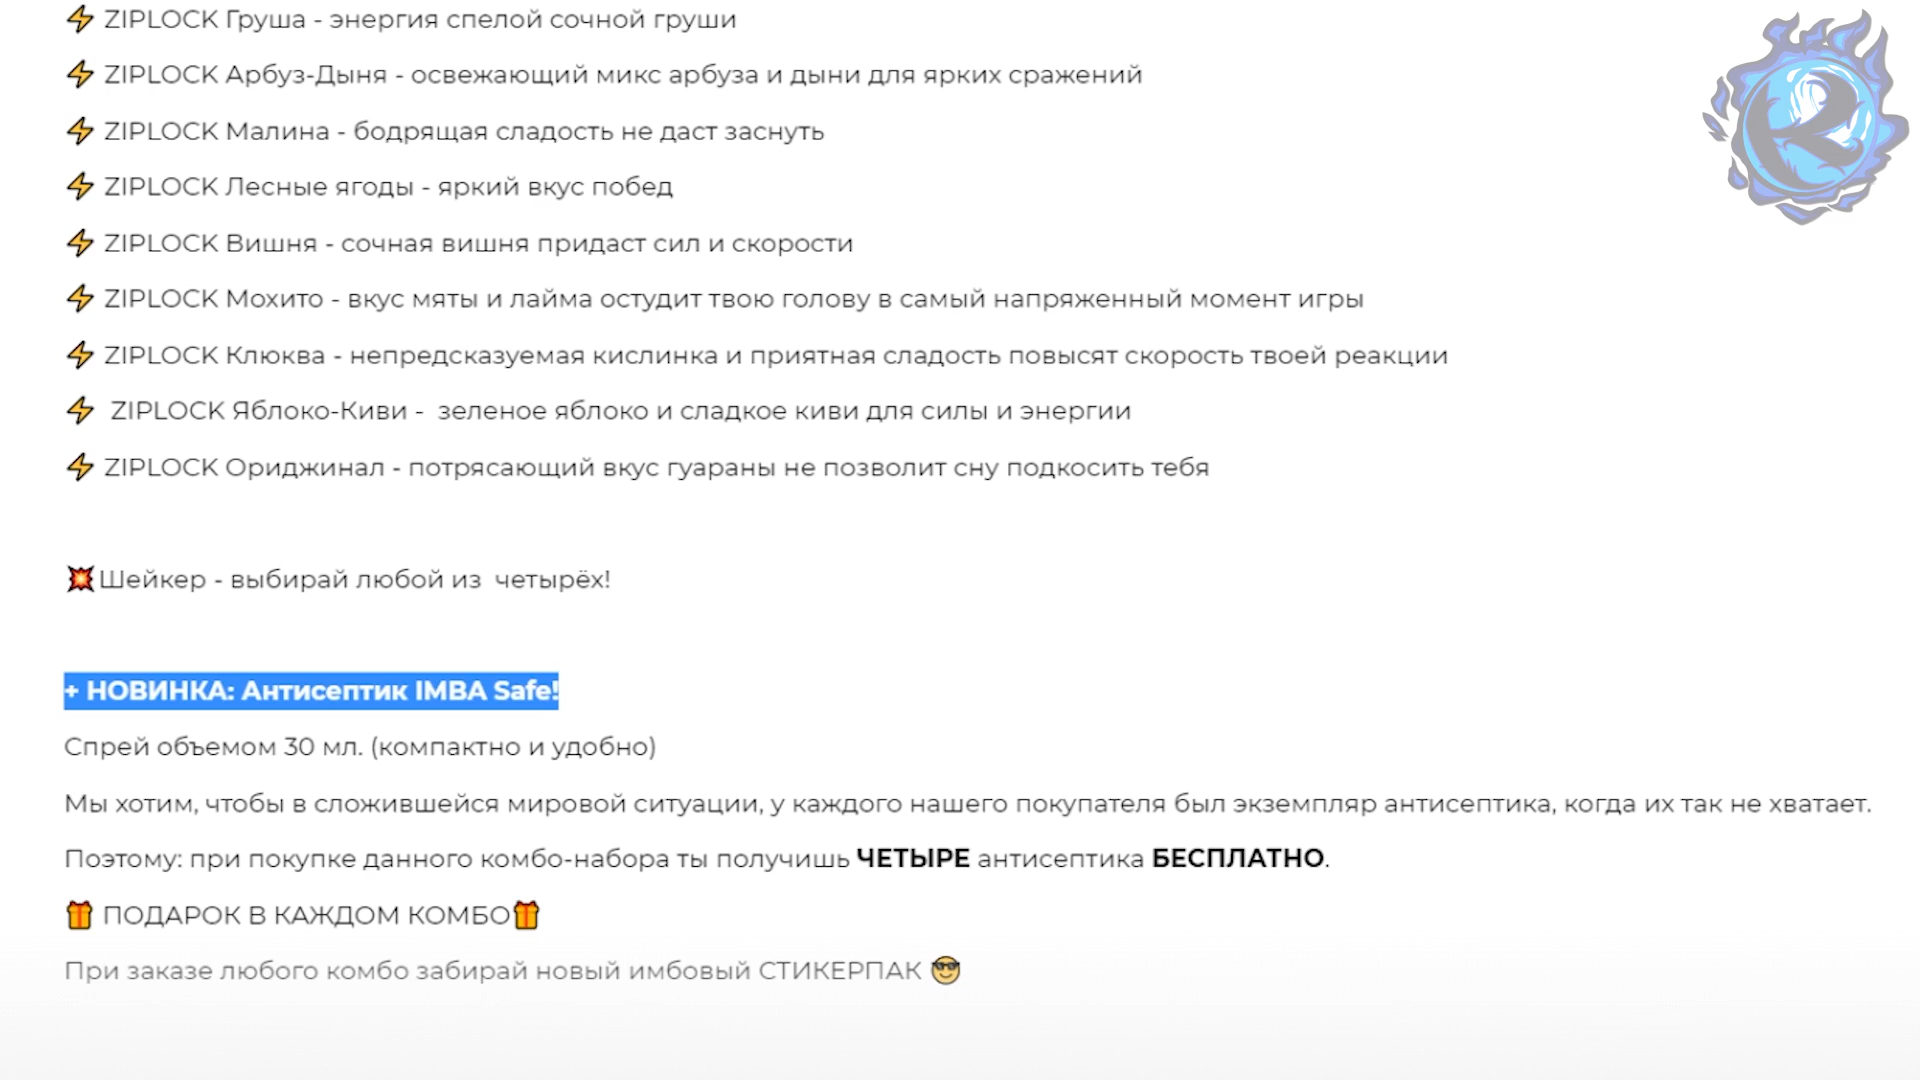 ⚡ ZIPLOCK Груша - энергия спелой сочной груши
⚡ ZIPLOCK Арбуз-Дыня - освежающий микс арбуза и дыни для ярких сражений
⚡ ZIPLOCK Малина - бодрящая сладость не даст заснуть
⚡ ZIPLOCK Лесные ягоды - яркий вкус побед
⚡ ZIPLOCK Вишня - сочная вишня придаст сил и скорости
⚡ ZIPLOCK Мохито - вкус мяты и лайма остудит твою голову в самый напряженный момент игры
⚡ ZIPLOCK Клюква - непредсказуемая кислинка и приятная сладость повысят скорость твоей реакции
⚡ ZIPLOCK Яблоко-Киви - зеленое яблоко и сладкое киви для силы и энергии
⚡ ZIPLOCK Ориджинал - потрясающий вкус гуараны не позволит сну подкосить тебя
💥Шейкер - выбирай любой из четырёх!
+ НОВИНКА: Антисептик IMBA Safe!
Спрей объемом 30 мл. (компактно и удобно)
Мы хотим, чтобы в сложившейся мировой ситуации, у каждого нашего покупателя был экземпляр антисептика, когда их так не хватает.
Поэтому: при покупке данного комбо-набора ты получишь ЧЕТЫРЕ антисептика БЕСПЛАТНО.
🎁 ПОДАРОК В КАЖДОМ КОМБО🎁
При заказе любого комбо забирай новый имбовый СТИКЕРПАК 😎